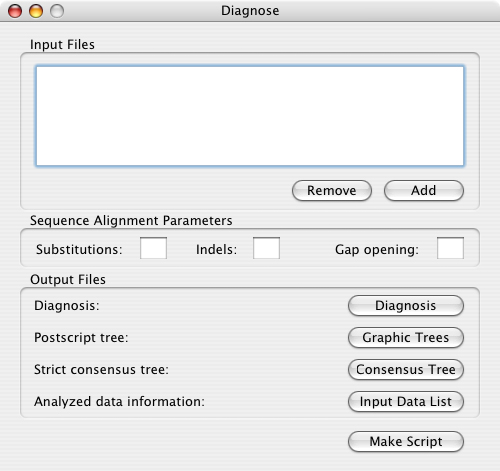 Diagnose
Input Files
Remove Add
Sequence Alignment Parameters
Substitutions: Indels: Gap opening:
Output Files
Diagnosis: Diagnosis
Postscript tree: Graphic Trees
Strict consensus tree: Consensus Tree
Analyzed data information: Input Data List
Make Script